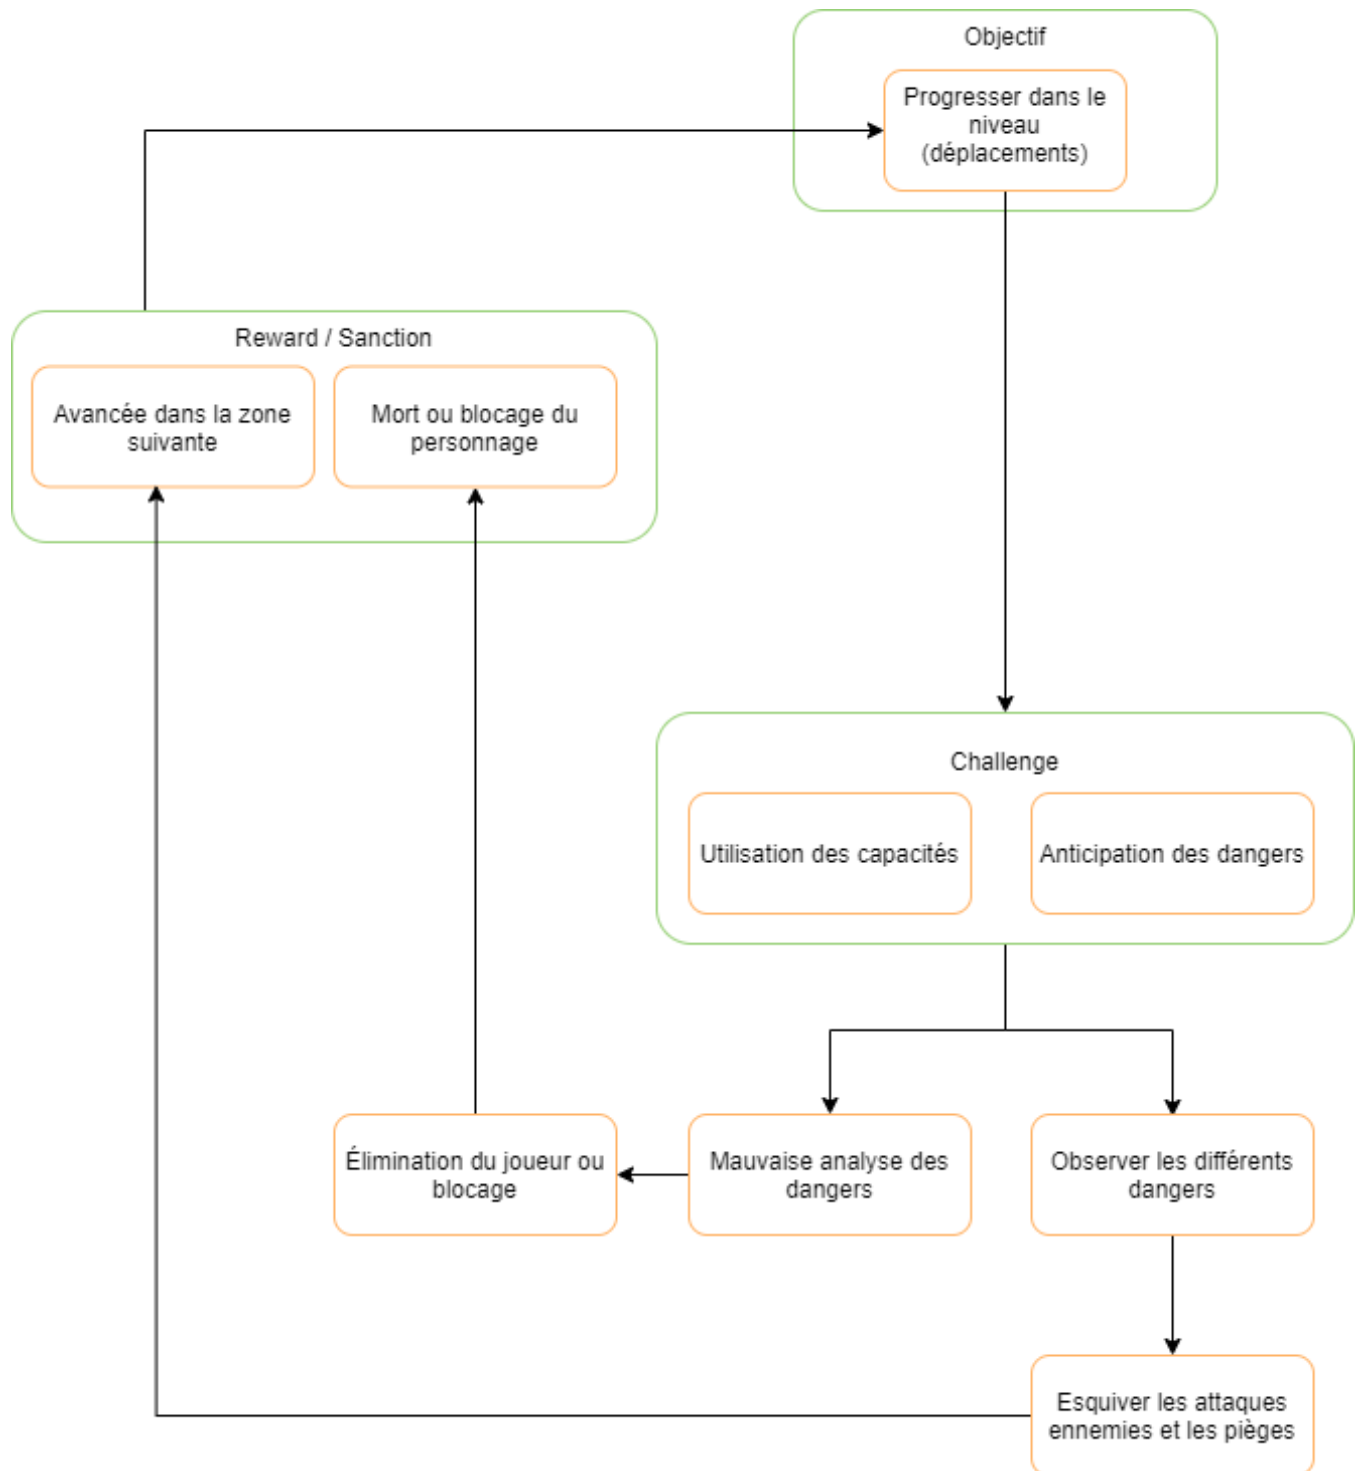 Objectif
Progresser dans le
niveau
(déplacements)
Reward / Sanction
Avancée dans la zone
suivante
Mort ou blocage du
personnage
Challenge
Utilisation des capacités
Anticipation des dangers
Élimination du joueur ou
blocage
Mauvaise analyse des
dangers
Observer les différents
dangers
Esquiver les attaques
ennemies et les pièges